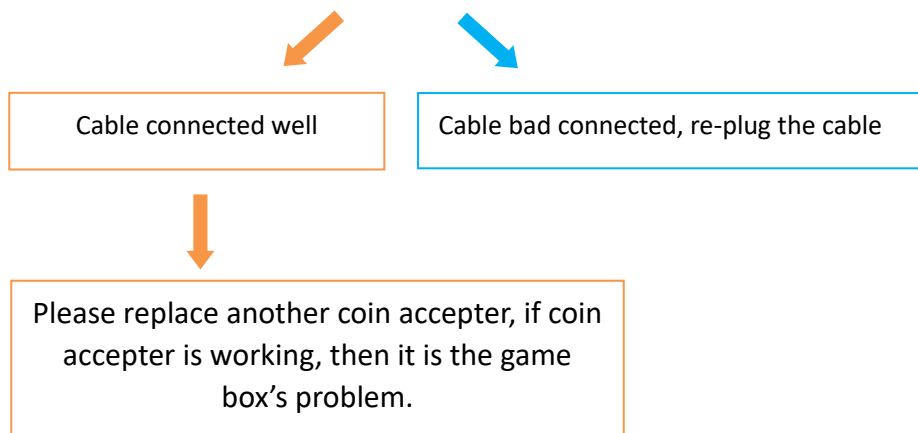 Cable connected well
Cable bad connected, re-plug the cable
Please replace another coin accepter, if coin
accepter is working, then it is the game
box’s problem.